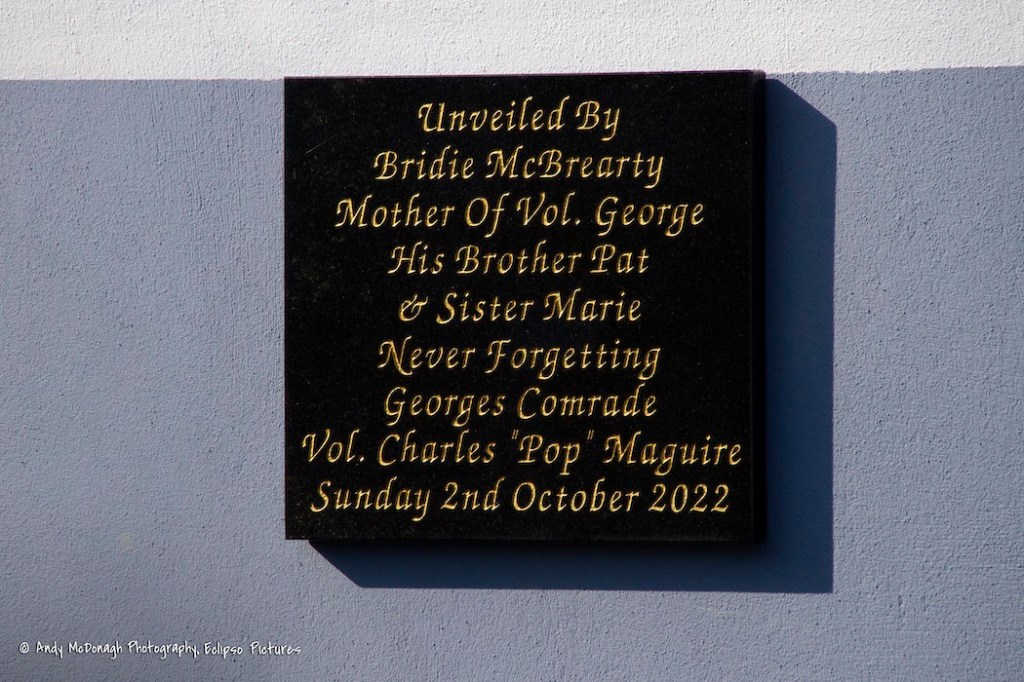 Unveiled By
Bridie McBrearty
Mother Of Vol. George
His Brother Pat
& Sister Marie
Never Forgetting
Georges Comrade
Vol. Charles "Pop" Maguire
Sunday 2nd October 2022
© Andy McDonagh Photography, Eclipso Pictures